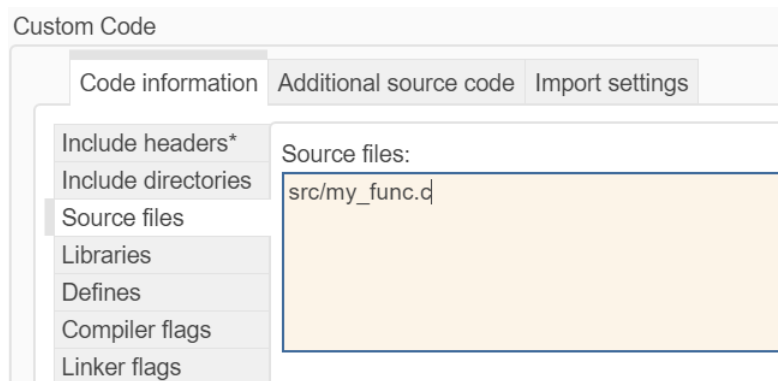 Custom Code
Code information Additional source code Import settings
Include headers*
Include directories
Source files
Libraries
Defines
Compiler flags
Linker flags
Source files:
src/my_func.c